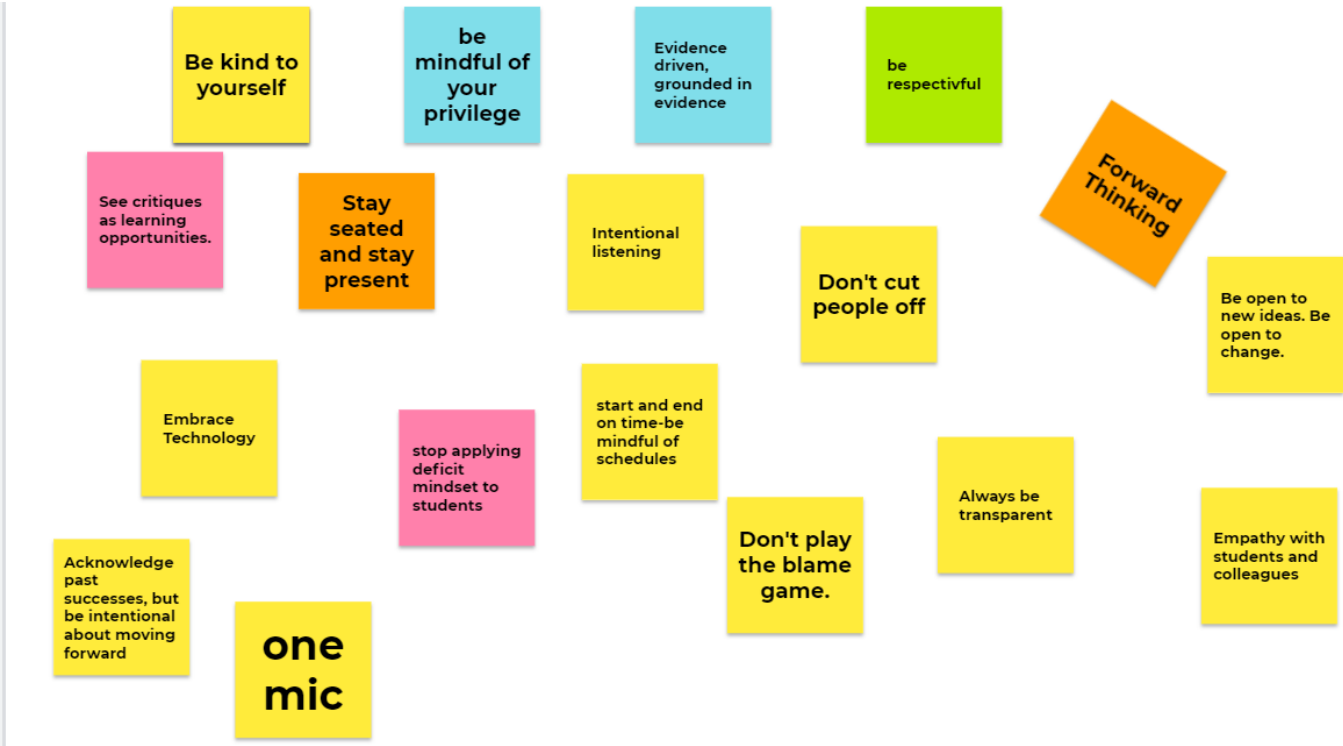 Be kind to
yourself
be
mindful of
your
privilege
Evidence
driven,
grounded in
evidence
be
respectivful
Forward
Thinking
See critiques
as learning
opportunities.
Stay
seated
and stay
present
Intentional
listening
Don't cut
people off
Be open to
new ideas. Be
open to
change.
Embrace
Technology
stop applying
deficit
mindset to
students
start and end
on time-be
mindful of
schedules
Always be
transparent
Don't play
the blame
game.
Empathy with
students and
colleagues
Acknowledge
past
successes, but
be intentional
about moving
forward
one
mic